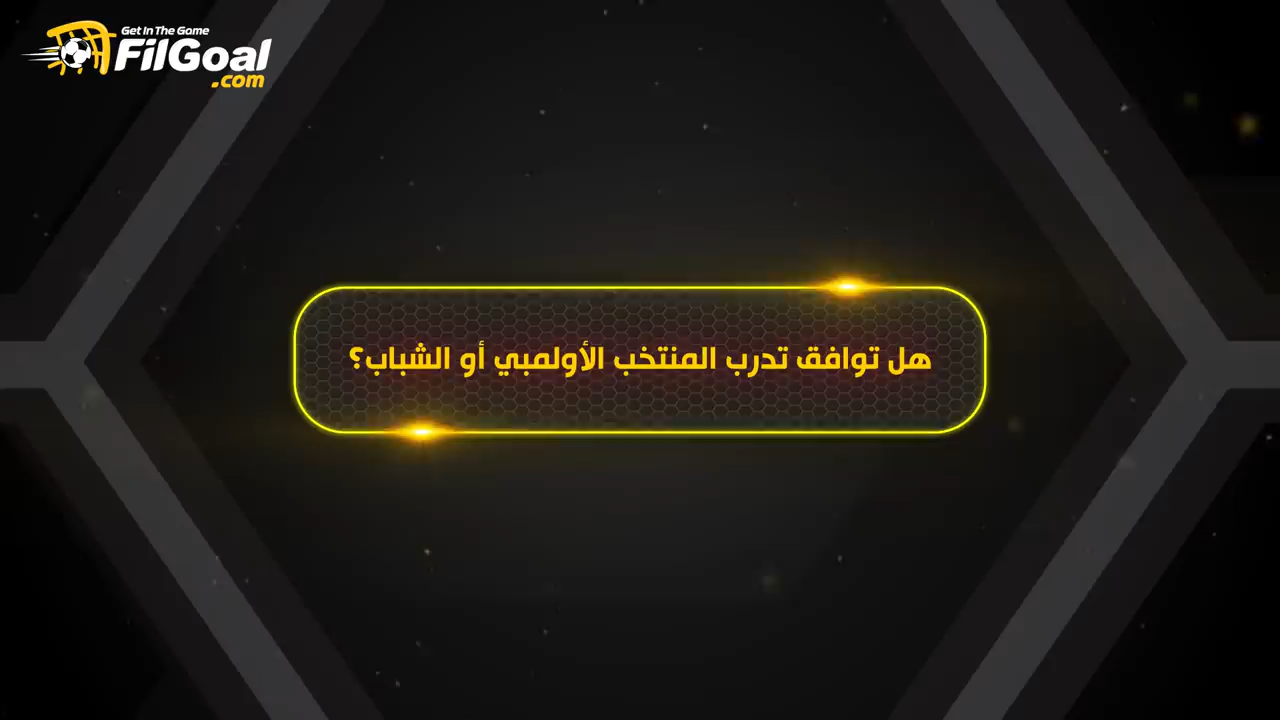 Get In The Game
FilGoal
.com
هل توافق تدرب المنتخب الأولمبي أو الشباب؟